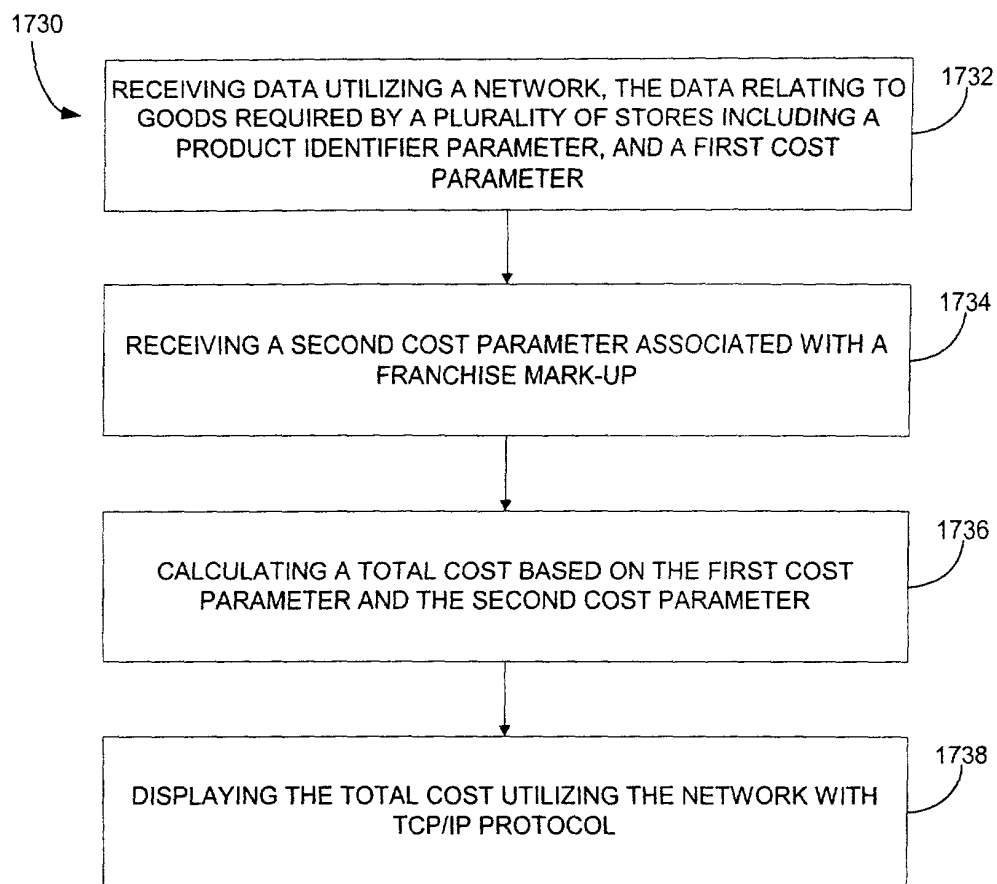 1730
1732
RECEIVING DATA UTILIZING A NETWORK, THE DATA RELATING TO
GOODS REQUIRED BY A PLURALITY OF STORES INCLUDING A
PRODUCT IDENTIFIER PARAMETER, AND A FIRST COST
PARAMETER
1734
RECEIVING A SECOND COST PARAMETER ASSOCIATED WITH A
FRANCHISE MARK-UP
1736
CALCULATING A TOTAL COST BASED ON THE FIRST COST
PARAMETER AND THE SECOND COST PARAMETER
1738
DISPLAYING THE TOTAL COST UTILIZING THE NETWORK WITH
TCP/IP PROTOCOL